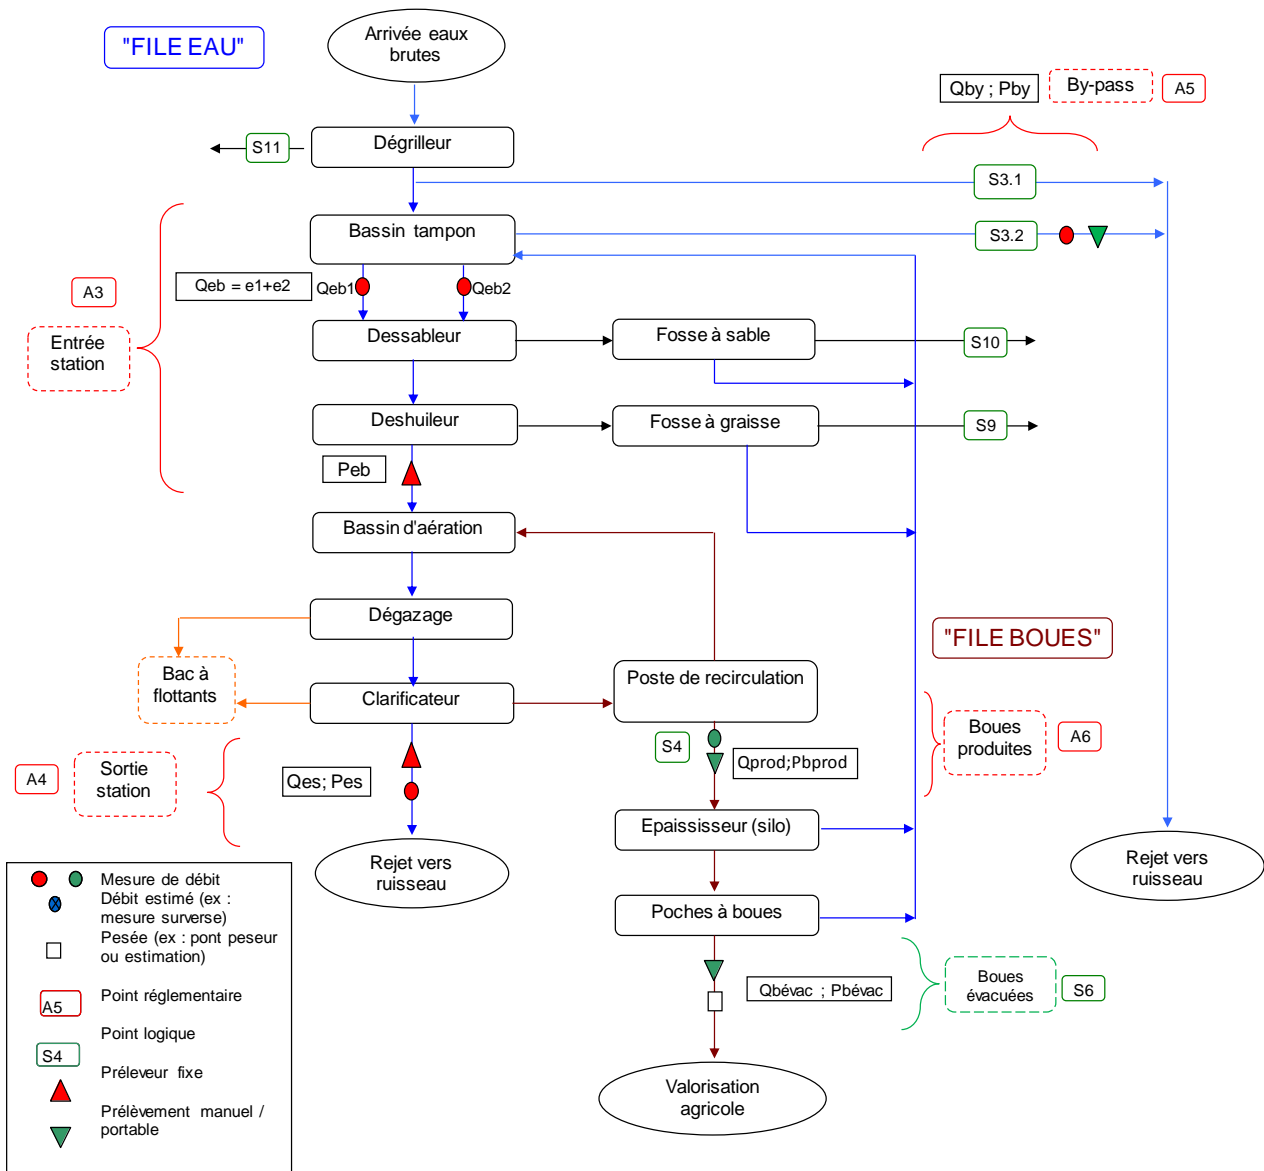 "FILE EAU"
Arrivée eaux
brutes
Qby ; Pby
By-pass
A5
S11
Dégrilleur
S3.1
Bassin tampon
S3.2
A3
Qeb = e1+e2
Qeb1
Qeb2
Entrée
station
Dessableur
Fosse à sable
S10
Deshuileur
Fosse à graisse
S9
Peb
Bassin d'aération
Dégazage
"FILE BOUES"
Bac à
flottants
Clarificateur
Poste de recirculation
S4
Qprod;Pbprod
Boues
produites
A6
A4
Sortie
station
Qes; Pes
Epaississeur (silo)
Rejet vers
ruisseau
Rejet vers
ruisseau
Poches à boues
Qbévac ; Pbévac
Boues
évacuées
S6
Valorisation
agricole
Mesure de débit
X
Débit estimé (ex :
mesure surverse)
Pesée (ex : pont peseur
ou estimation)
A5
Point réglementaire
Point logique
S4
Préleveur fixe
Prélèvement manuel /
portable